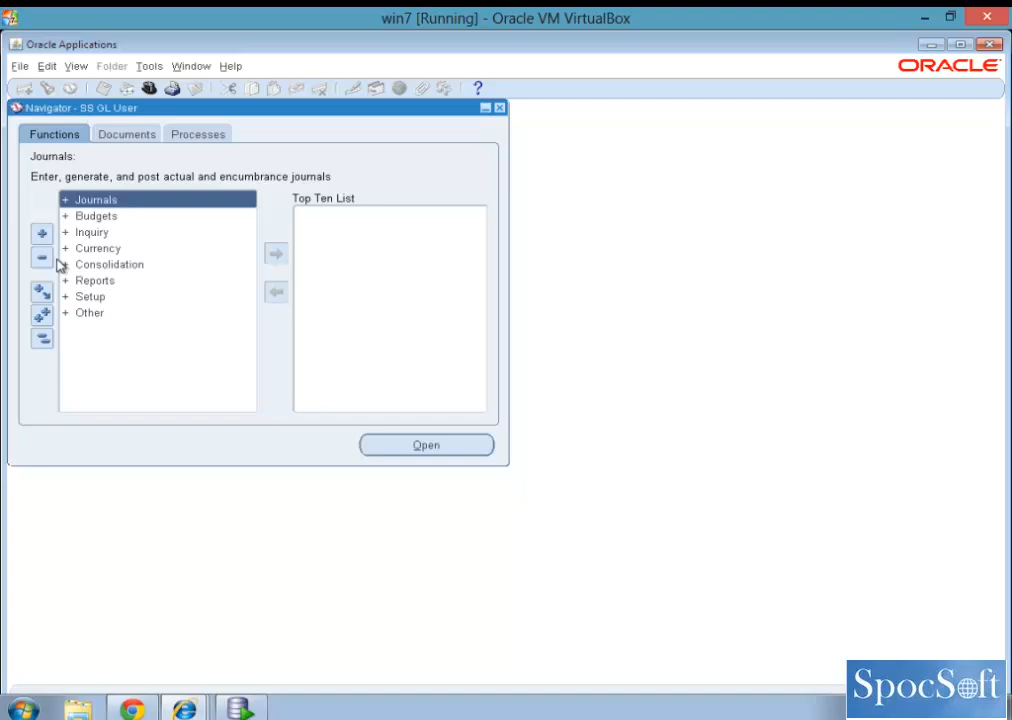 win7 [Running] - Oracle VM VirtualBox
Oracle Applications
File Edit View Folder Tools Window Help
ORACLE
Navigator - SS GL User
Functions Documents Processes
Journals:
Enter, generate, and post actual and encumbrance journals
+ Journals
+ Budgets
+ Inquiry
+ Currency
+ Consolidation
+ Reports
+ Setup
+ Other
Top Ten List
Open
SpocSoft